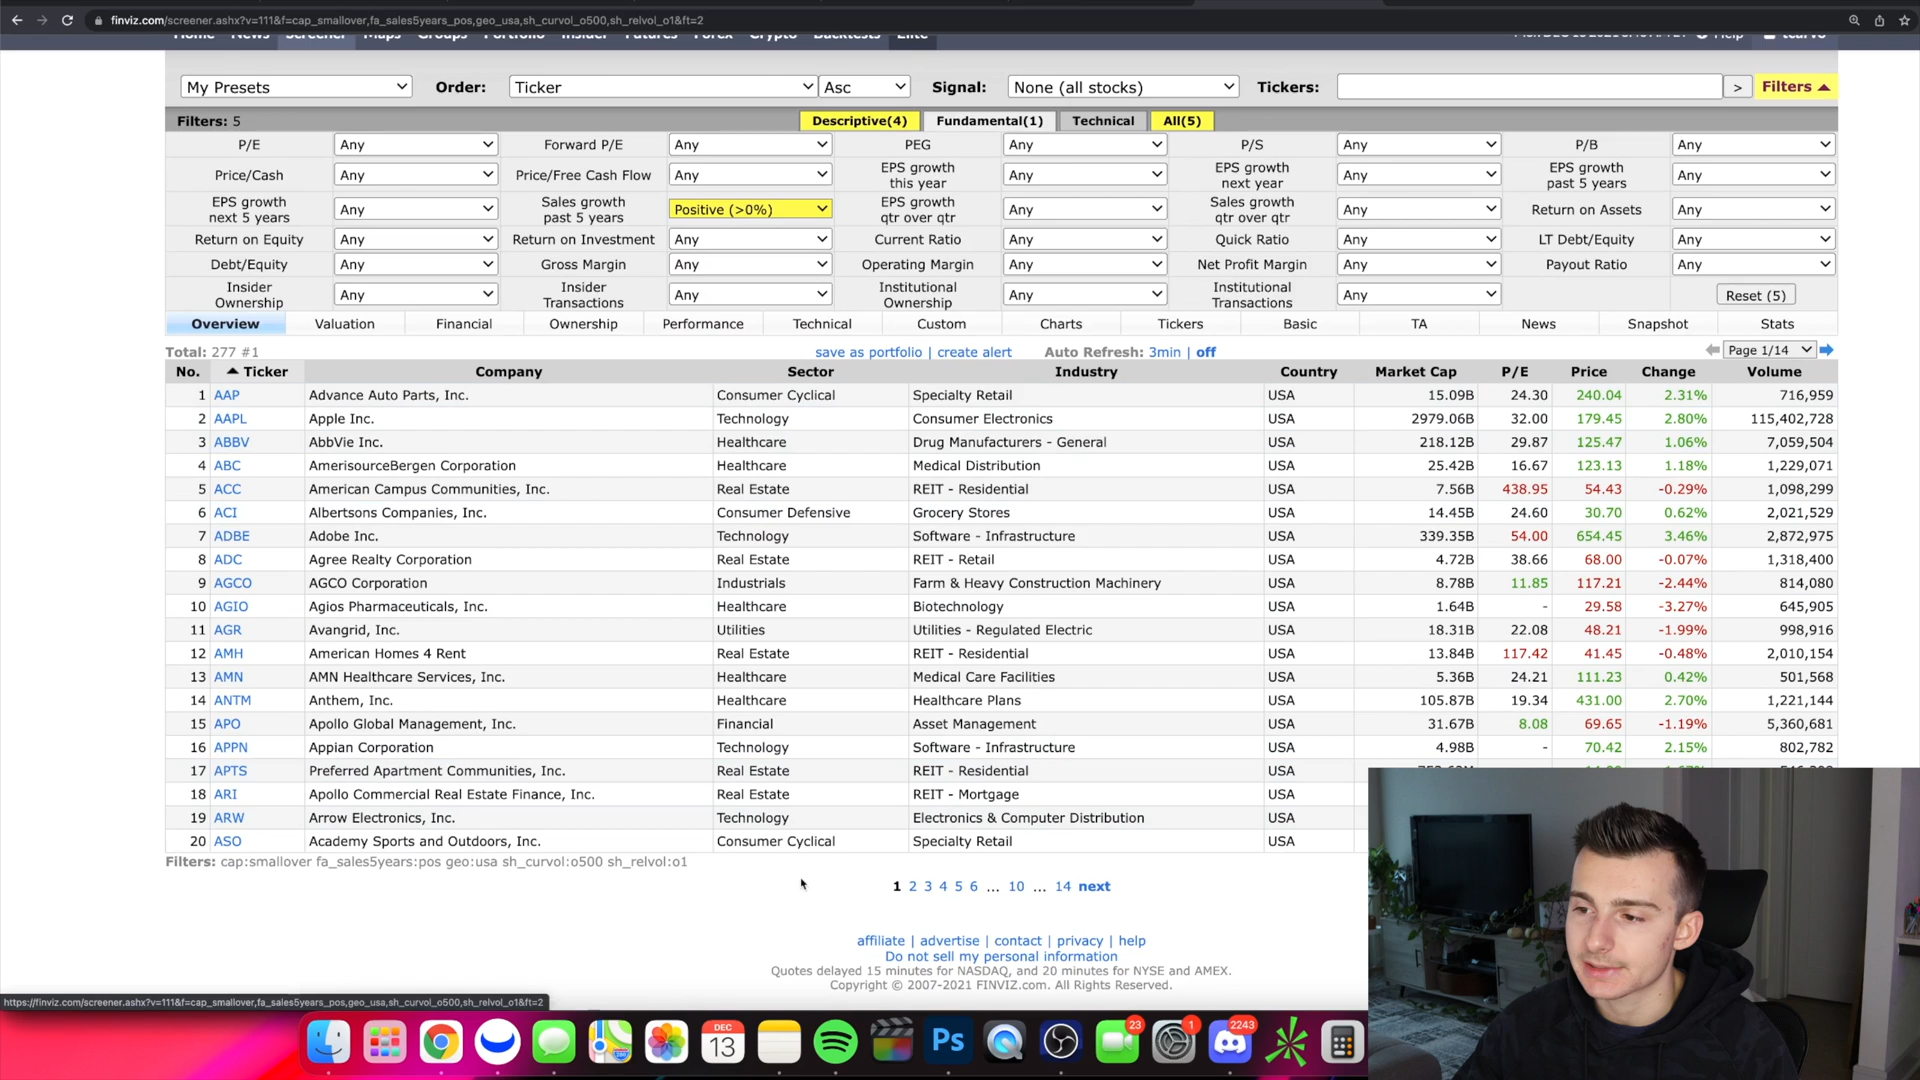 finviz.com/screener.ashx?v=111&f=cap_smallover,fa_sales5years_pos,geo_usa,sh_curvol_o500,sh_relvol_o1&ft=2
Home News Screener Maps Groups Portfolio Insider Futures Forex Crypto Backtests Elite Help
My Presets Order: Ticker Asc Signal: None (all stocks) Tickers: > Filters
Filters: 5 Descriptive(4) Fundamental(1) Technical All(5)
P/E Any Forward P/E Any PEG Any P/S Any P/B Any
Price/Cash Any Price/Free Cash Flow Any EPS growth this year Any EPS growth next year Any EPS growth past 5 years Any
EPS growth next 5 years Any Sales growth past 5 years Positive (>0%) EPS growth qtr over qtr Any Sales growth qtr over qtr Any Return on Assets Any
Return on Equity Any Return on Investment Any Current Ratio Any Quick Ratio Any LT Debt/Equity Any
Debt/Equity Any Gross Margin Any Operating Margin Any Net Profit Margin Any Payout Ratio Any
Insider Ownership Any Insider Transactions Any Institutional Ownership Any Institutional Transactions Any Reset (5)
Overview Valuation Financial Ownership Performance Technical Custom Charts Tickers Basic TA News Snapshot Stats
Total: 277 #1 save as portfolio | create alert Auto Refresh: 3min | off Page 1/14
No. Ticker Company Sector Industry Country Market Cap P/E Price Change Volume
1 AAP Advance Auto Parts, Inc. Consumer Cyclical Specialty Retail USA 15.09B 24.30 240.04 2.31% 716,959
2 AAPL Apple Inc. Technology Consumer Electronics USA 2979.06B 32.00 179.45 2.80% 115,402,728
3 ABBV AbbVie Inc. Healthcare Drug Manufacturers - General USA 218.12B 29.87 125.47 1.06% 7,059,504
4 ABC AmerisourceBergen Corporation Healthcare Medical Distribution USA 25.42B 16.67 123.13 1.18% 1,229,071
5 ACC American Campus Communities, Inc. Real Estate REIT - Residential USA 7.56B 438.95 54.43 -0.29% 1,098,299
6 ACI Albertsons Companies, Inc. Consumer Defensive Grocery Stores USA 14.45B 24.60 30.70 0.62% 2,021,529
7 ADBE Adobe Inc. Technology Software - Infrastructure USA 339.35B 54.00 654.45 3.46% 2,872,975
8 ADC Agree Realty Corporation Real Estate REIT - Retail USA 4.72B 38.66 68.00 -0.07% 1,318,400
9 AGCO AGCO Corporation Industrials Farm & Heavy Construction Machinery USA 8.78B 11.85 117.21 -2.44% 814,080
10 AGIO Agios Pharmaceuticals, Inc. Healthcare Biotechnology USA 1.64B - 29.58 -3.27% 645,905
11 AGR Avangrid, Inc. Utilities Utilities - Regulated Electric USA 18.31B 22.08 48.21 -1.99% 998,916
12 AMH American Homes 4 Rent Real Estate REIT - Residential USA 13.84B 117.42 41.45 -0.48% 2,010,154
13 AMN AMN Healthcare Services, Inc. Healthcare Medical Care Facilities USA 5.36B 24.21 111.23 0.42% 501,568
14 ANTM Anthem, Inc. Healthcare Healthcare Plans USA 105.87B 19.34 431.00 2.70% 1,221,144
15 APO Apollo Global Management, Inc. Financial Asset Management USA 31.67B 8.08 69.65 -1.19% 5,360,681
16 APPN Appian Corporation Technology Software - Infrastructure USA 4.98B - 70.42 2.15% 802,782
17 APTS Preferred Apartment Communities, Inc. Real Estate REIT - Residential USA
18 ARI Apollo Commercial Real Estate Finance, Inc. Real Estate REIT - Mortgage USA
19 ARW Arrow Electronics, Inc. Technology Electronics & Computer Distribution USA
20 ASO Academy Sports and Outdoors, Inc. Consumer Cyclical Specialty Retail USA
Filters: cap:smallover fa_sales5years:pos geo:usa sh_curvol:o500 sh_relvol:o1
1 2 3 4 5 6 ... 10 ... 14 next
affiliate | advertise | contact | privacy | help
Do not sell my personal information
Quotes delayed 15 minutes for NASDAQ, and 20 minutes for NYSE and AMEX.
Copyright © 2007-2021 FINVIZ.com. All Rights Reserved.
https://finviz.com/screener.ashx?v=111&f=cap_smallover,fa_sales5years_pos,geo_usa,sh_curvol_o500,sh_relvol_o1&ft=2
DEC 13 Ps 23 1 2243